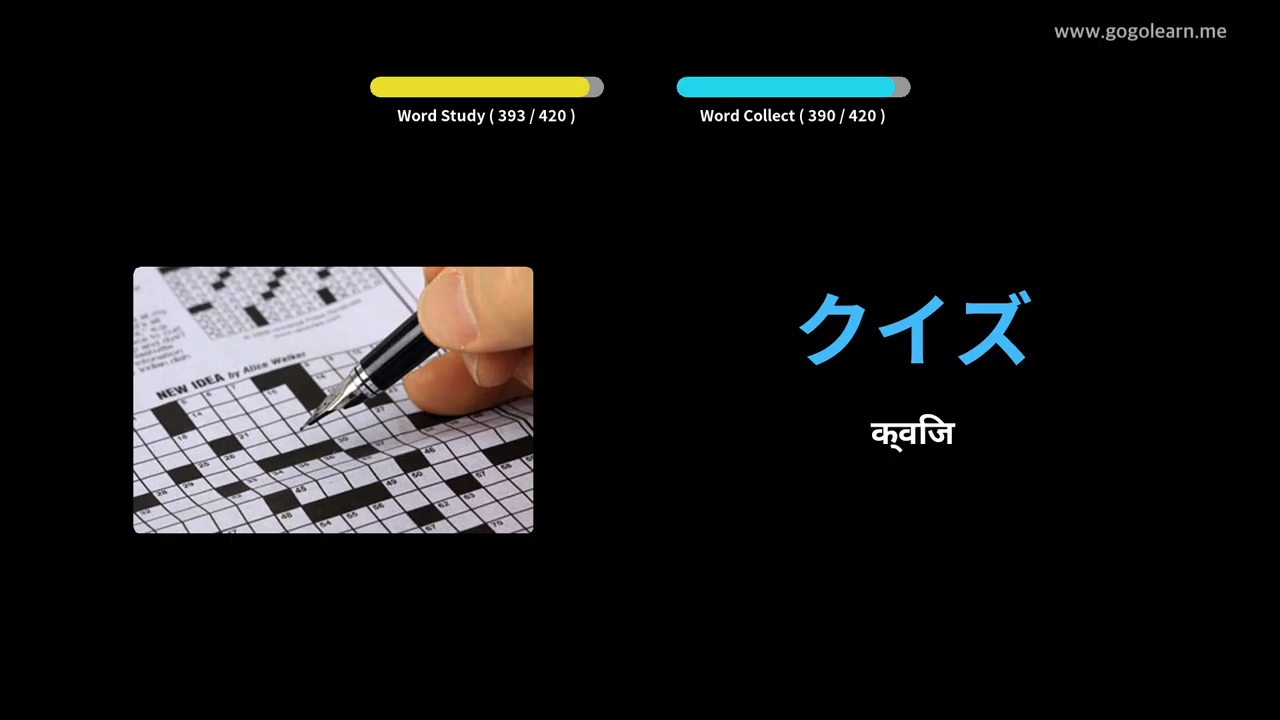 www.gogolearn.me
Word Study ( 393 / 420 )
Word Collect ( 390 / 420 )
NEW IDEA by Alice Walker
クイズ
क्वजि